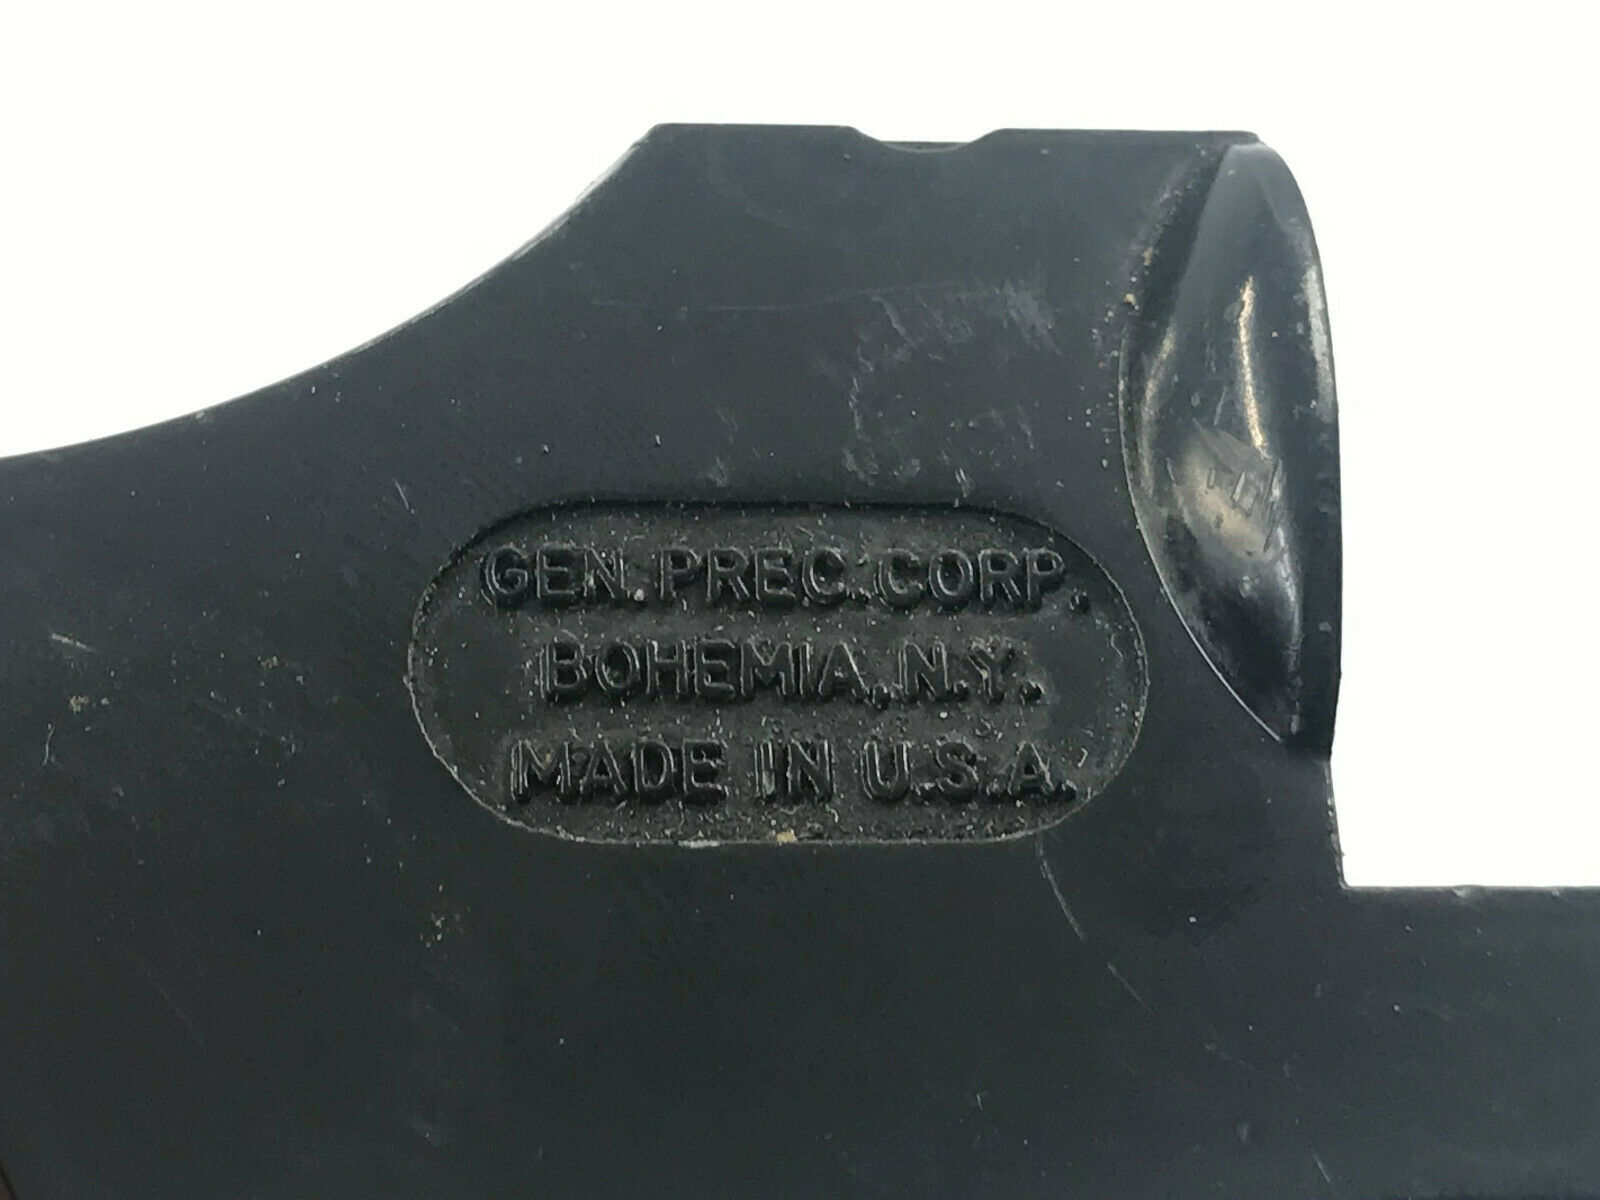 GEN.PREC.CORP.
BOHEMIA,N.Y.
MADE IN U.S.A.